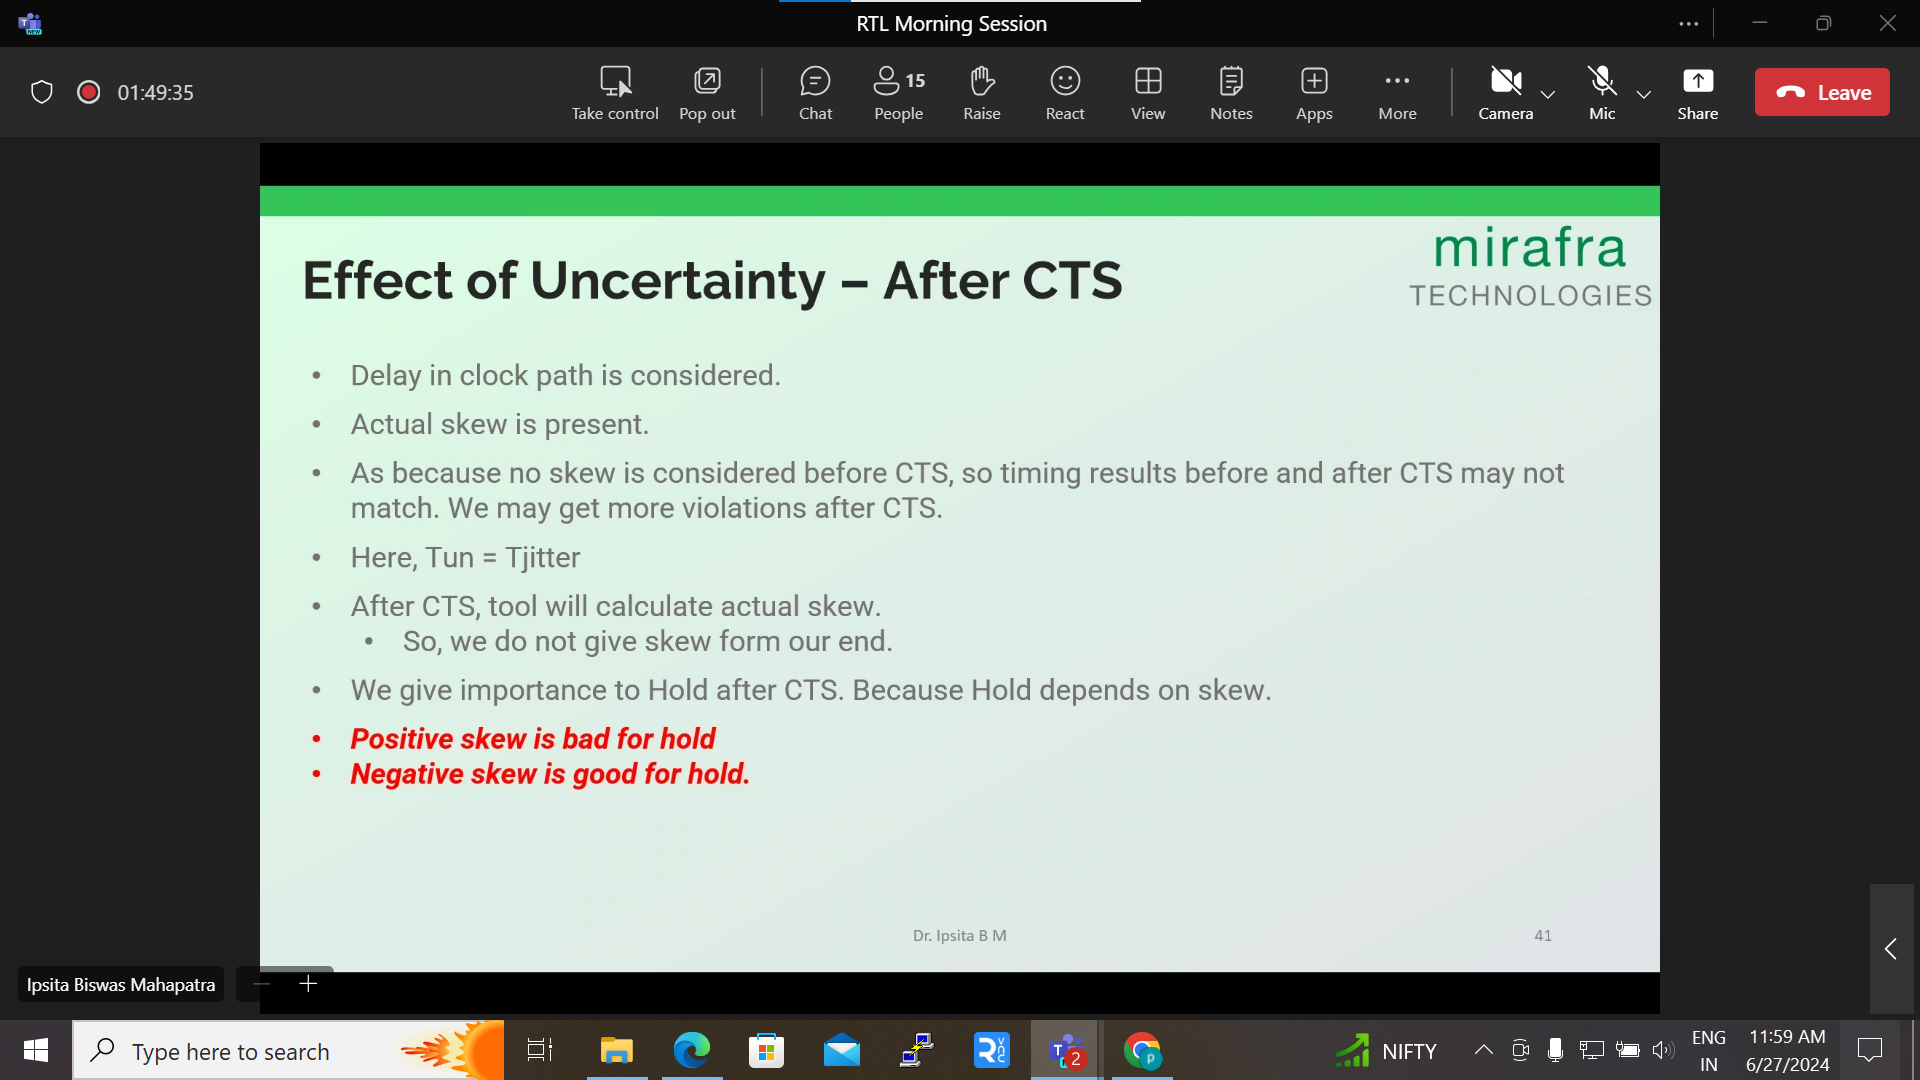 RTL Morning Session
01:49:35
Take control
Pop out
Chat
15
People
Raise
React
View
Notes
Apps
More
Camera
Mic
Share
Leave
mirafra
TECHNOLOGIES
Effect of Uncertainty – After CTS
• Delay in clock path is considered.
• Actual skew is present.
• As because no skew is considered before CTS, so timing results before and after CTS may not
match. We may get more violations after CTS.
• Here, Tun = Tjitter
• After CTS, tool will calculate actual skew.
• So, we do not give skew form our end.
• We give importance to Hold after CTS. Because Hold depends on skew.
• Positive skew is bad for hold
• Negative skew is good for hold.
Dr. Ipsita B M
41
Ipsita Biswas Mahapatra
Type here to search
2
NIFTY
ENG
IN
11:59 AM
6/27/2024